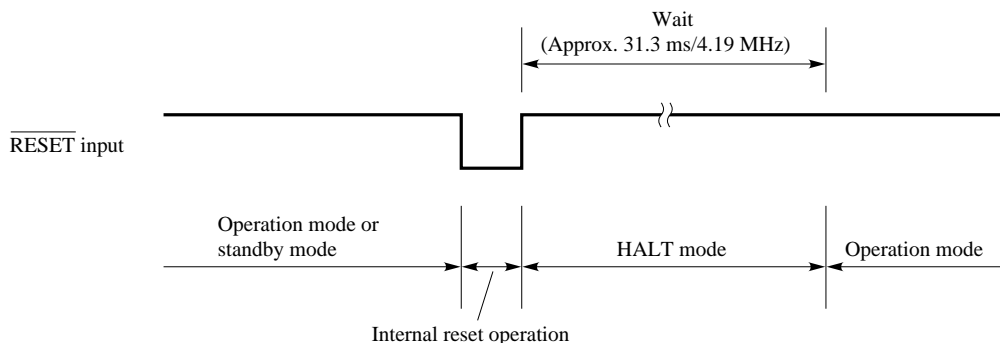 Wait
(Approx. 31.3 ms/4.19 MHz)
RESET input
Operation mode or
standby mode
HALT mode
Operation mode
Internal reset operation